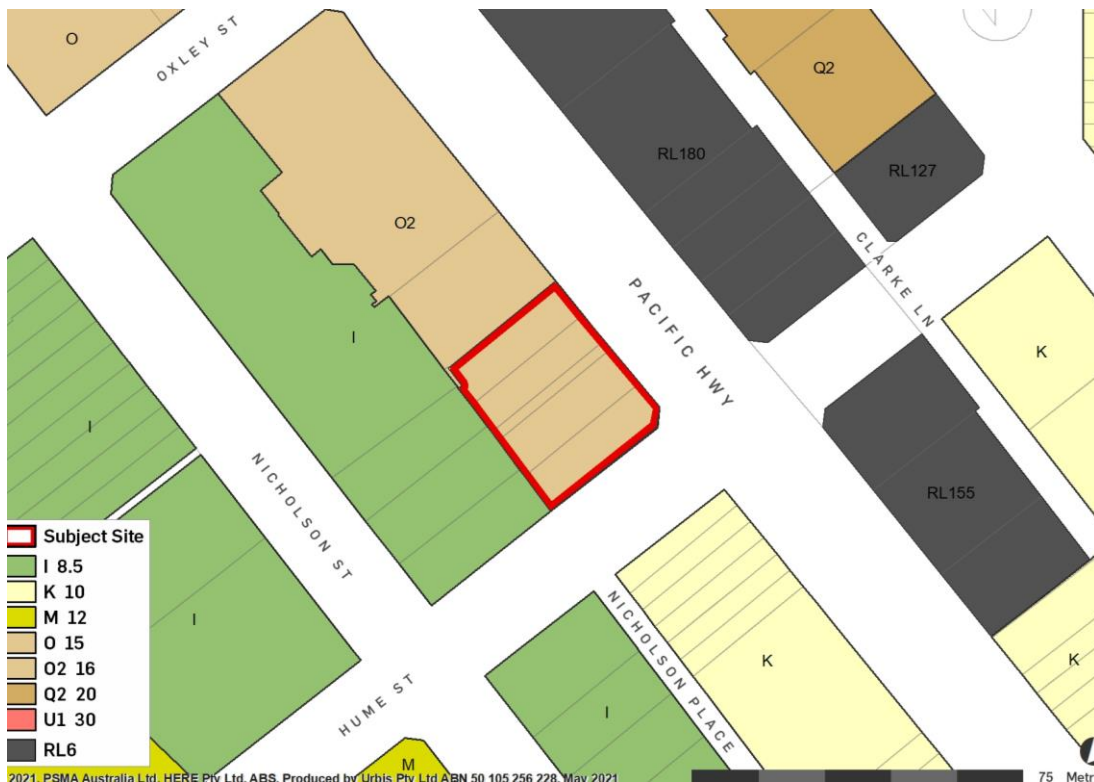 OXLEY ST
O
Q2
RL180
RL127
O2
CLARKE LN
PACIFIC HWY
I
K
I
RL155
NICHOLSON ST
Subject Site
I 8.5
K 10
M 12
O 15
O2 16
Q2 20
U1 30
RL6
I
HUME ST
NICHOLSON PLACE
I
K
K
M
2021. PSMA Australia Ltd, HERE Pty Ltd, ABS. Produced by Urbis Pty Ltd ABN 50 105 256 228, May 2021
75 Metr